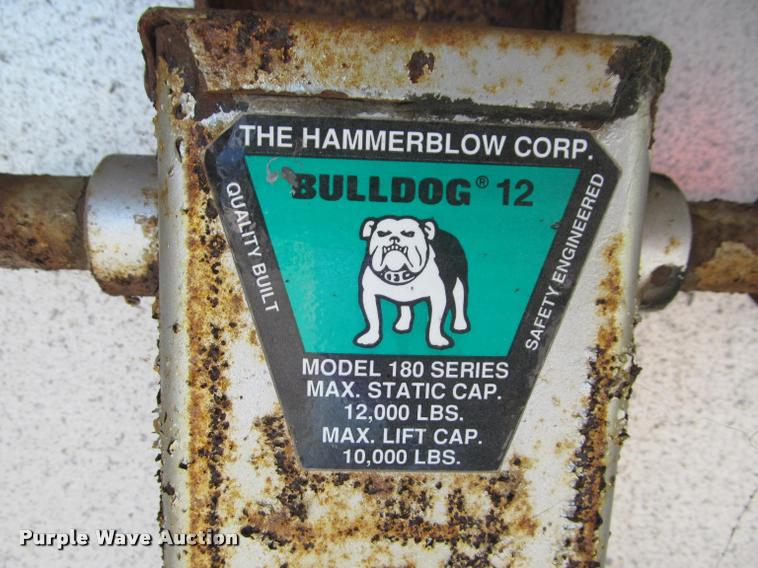 THE HAMMERBLOW CORP.
BULLDOG® 12
QUALITY BUILT
SAFETY ENGINEERED
MODEL 180 SERIES
MAX. STATIC CAP.
12,000 LBS.
MAX. LIFT CAP.
10,000 LBS.
Purple Wave Auction